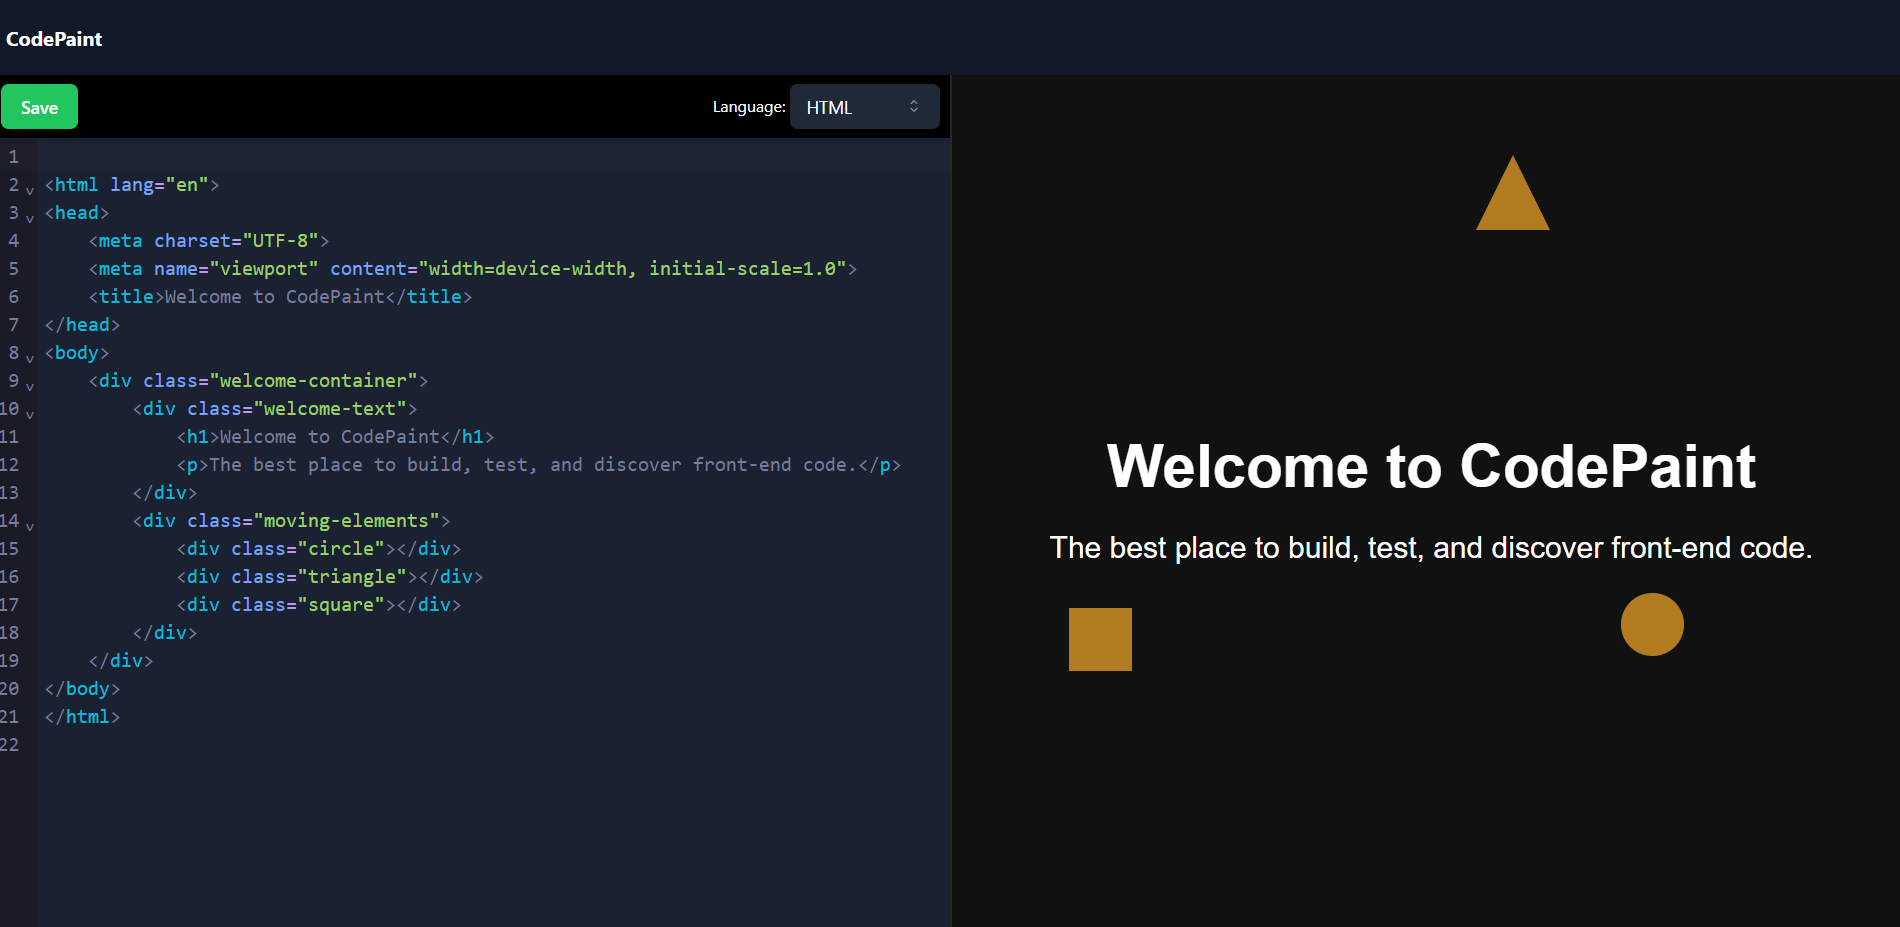 CodePaint
Save
Language: HTML
1
2 <html lang="en">
3 <head>
4     <meta charset="UTF-8">
5     <meta name="viewport" content="width=device-width, initial-scale=1.0">
6     <title>Welcome to CodePaint</title>
7 </head>
8 <body>
9     <div class="welcome-container">
10         <div class="welcome-text">
11             <h1>Welcome to CodePaint</h1>
12             <p>The best place to build, test, and discover front-end code.</p>
13         </div>
14         <div class="moving-elements">
15             <div class="circle"></div>
16             <div class="triangle"></div>
17             <div class="square"></div>
18         </div>
19     </div>
20 </body>
21 </html>
22
Welcome to CodePaint
The best place to build, test, and discover front-end code.